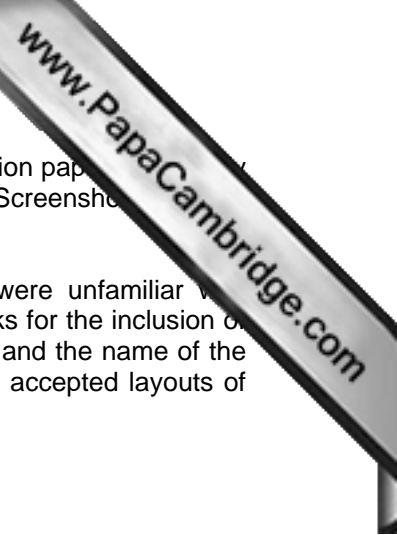 www.PapaCambridge.com
ion
Screensho
were unfamiliar
ks for the inclusion
and the name of the
accepted layouts of